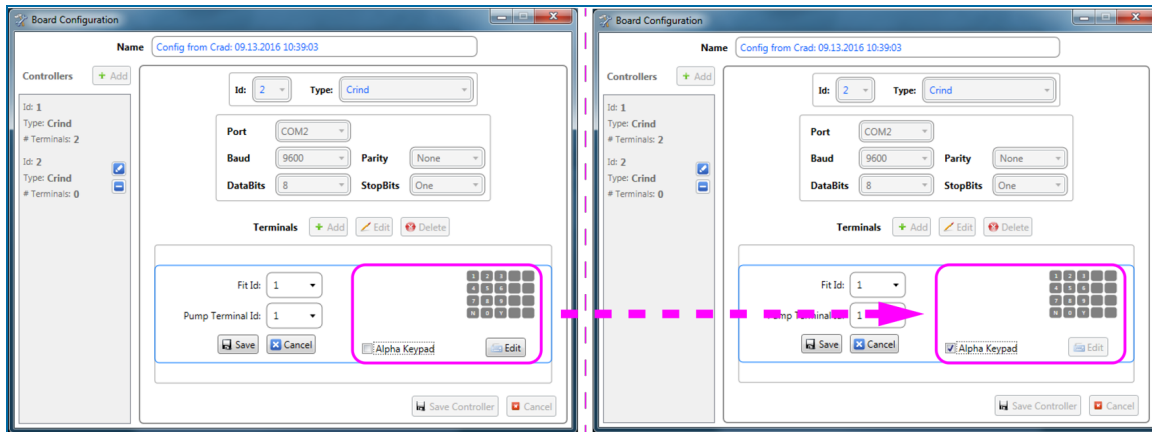 Board Configuration
Name Config from Crad: 09.13.2016 10:39:03
Controllers + Add
Id: 2 Type: Crind
Id: 1
Type: Crind
# Terminals: 2
Id: 2
Type: Crind
# Terminals: 0
Port COM2
Baud 9600 Parity None
DataBits 8 StopBits One
Terminals + Add Edit Delete
Fit Id: 1
Pump Terminal Id: 1
Save Cancel
1 2 3
4 5 6
7 8 9
N 0 Y
Alpha Keypad Edit
Save Controller Cancel
Board Configuration
Name Config from Crad: 09.13.2016 10:39:03
Controllers + Add
Id: 2 Type: Crind
Id: 1
Type: Crind
# Terminals: 2
Id: 2
Type: Crind
# Terminals: 0
Port COM2
Baud 9600 Parity None
DataBits 8 StopBits One
Terminals + Add Edit Delete
Fit Id: 1
Pump Terminal Id: 1
Save Cancel
1 2 3
4 5 6
7 8 9
N 0 Y
Alpha Keypad Edit
Save Controller Cancel